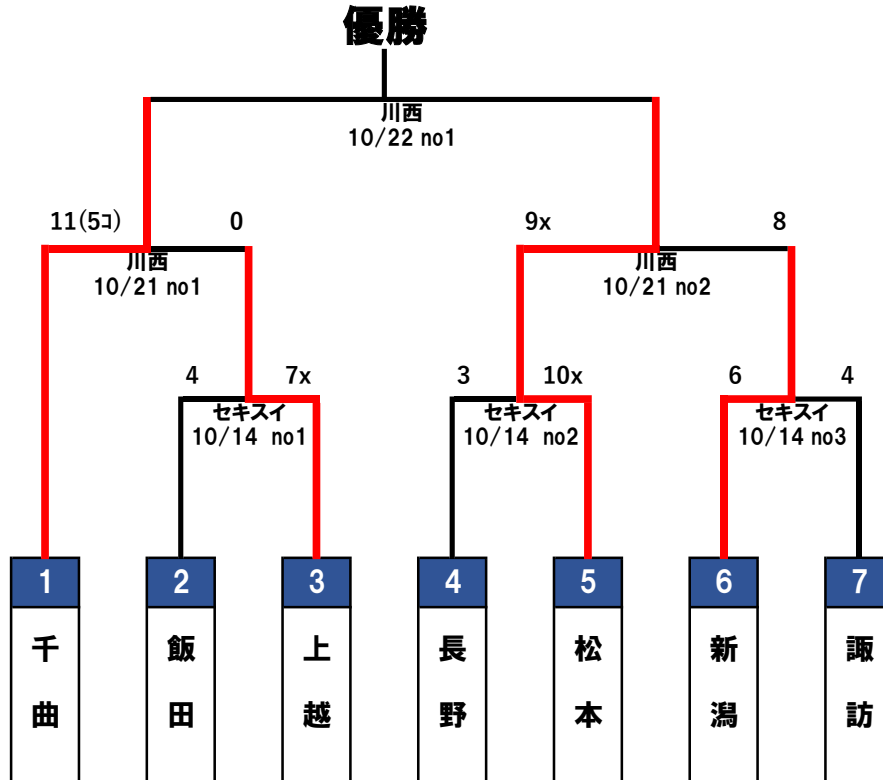 優勝
川西
10/22 no1
11(5コ) 0 9x 8
川西 川西
10/21 no1 10/21 no2
4 7x 3 10x 6 4
セキスイ セキスイ セキスイ
10/14 no1 10/14 no2 10/14 no3
1 2 3 4 5 6 7
千曲 飯田 上越 長野 松本 新潟 諏訪